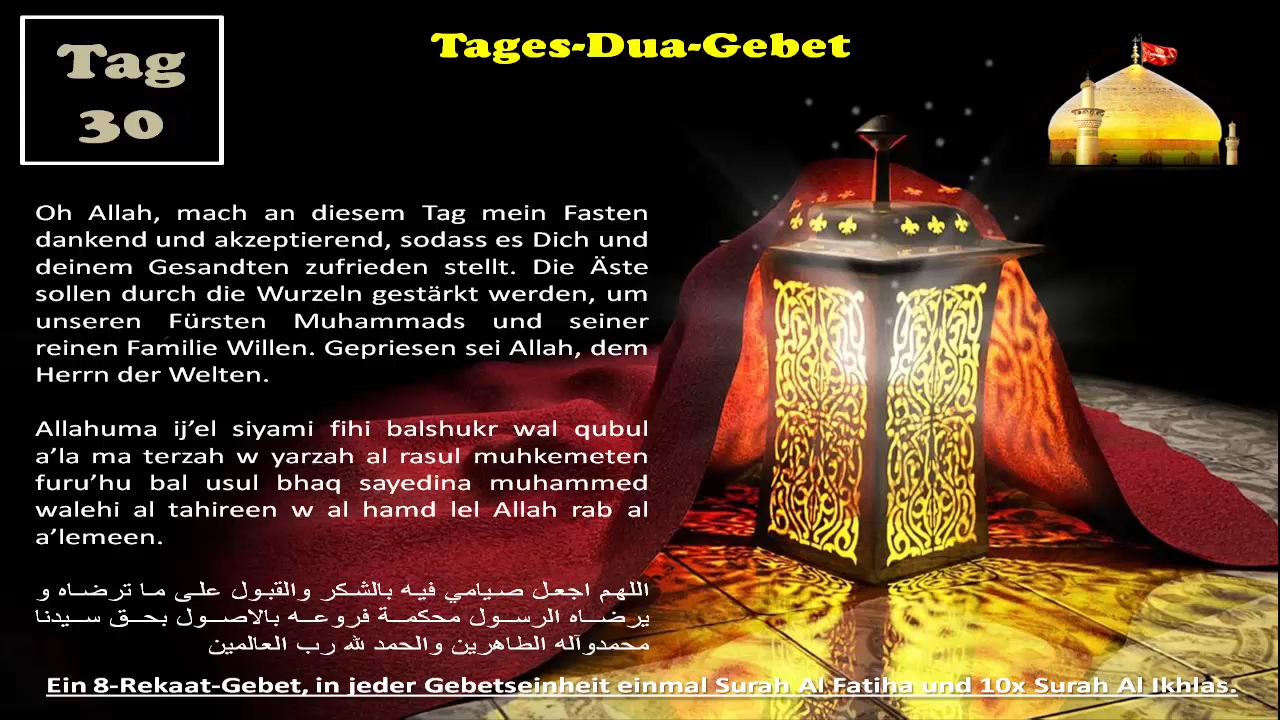 Tag
30
Tages-Dua-Gebet
Oh Allah, mach an diesem Tag mein Fasten
dankend und akzeptierend, sodass es Dich und
deinem Gesandten zufrieden stellt. Die Äste
sollen durch die Wurzeln gestärkt werden, um
unseren Fürsten Muhammads und seiner
reinen Familie Willen. Gepriesen sei Allah, dem
Herrn der Welten.
Allahuma ij’el siyami fihi balshukr wal qubul
a’la ma terzah w yarzah al rasul muhkemeten
furu’hu bal usul bhaq sayedina muhammed
walehi al tahireen w al hamd lel Allah rab al
a’lemeen.
اللهم اجعل صيامي فيه بالشكر والقبول على ما ترضاه و
يرضاه الرسول محكمة فروعه بالاصول بحق سيدنا
محمدوآله الطاهرين والحمد لله رب العالمين
Ein 8-Rekaat-Gebet, in jeder Gebetseinheit einmal Surah Al Fatiha und 10x Surah Al Ikhlas.